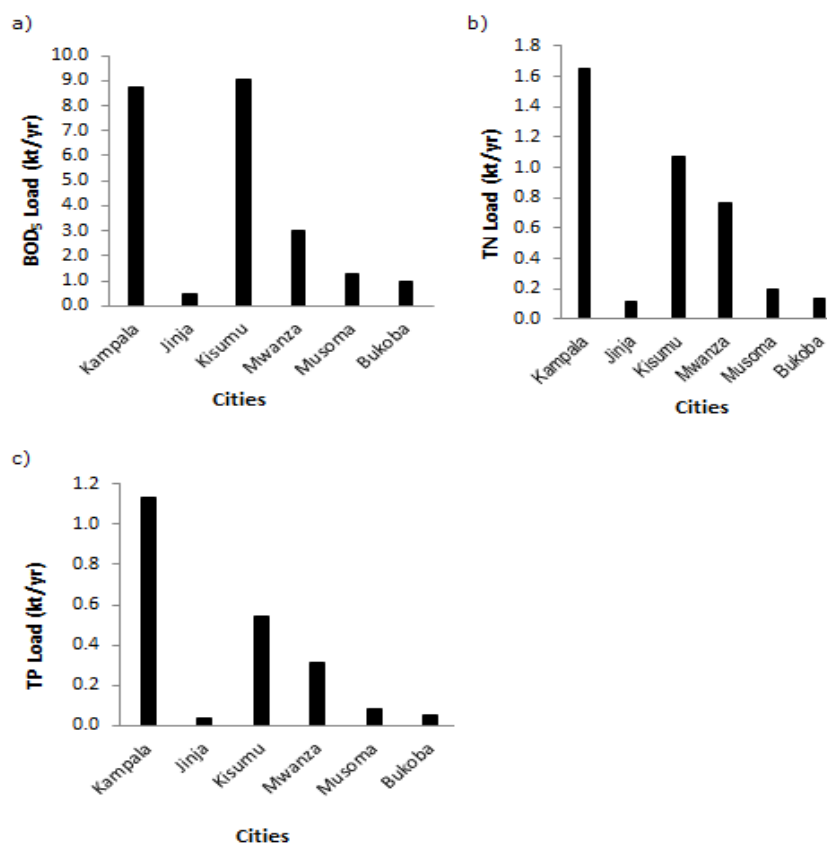 a)
10.0
9.0
8.0
7.0
6.0
5.0
4.0
3.0
2.0
1.0
0.0
BOD5 Load (kt/yr)
Kampala
Jinja
Kisumu
Mwanza
Musoma
Bukoba
Cities
b)
1.8
1.6
1.4
1.2
1.0
0.8
0.6
0.4
0.2
0.0
TN Load (kt/yr)
Kampala
Jinja
Kisumu
Mwanza
Musoma
Bukoba
Cities
c)
1.2
1.0
0.8
0.6
0.4
0.2
0.0
TP Load (kt/yr)
Kampala
Jinja
Kisumu
Mwanza
Musoma
Bukoba
Cities